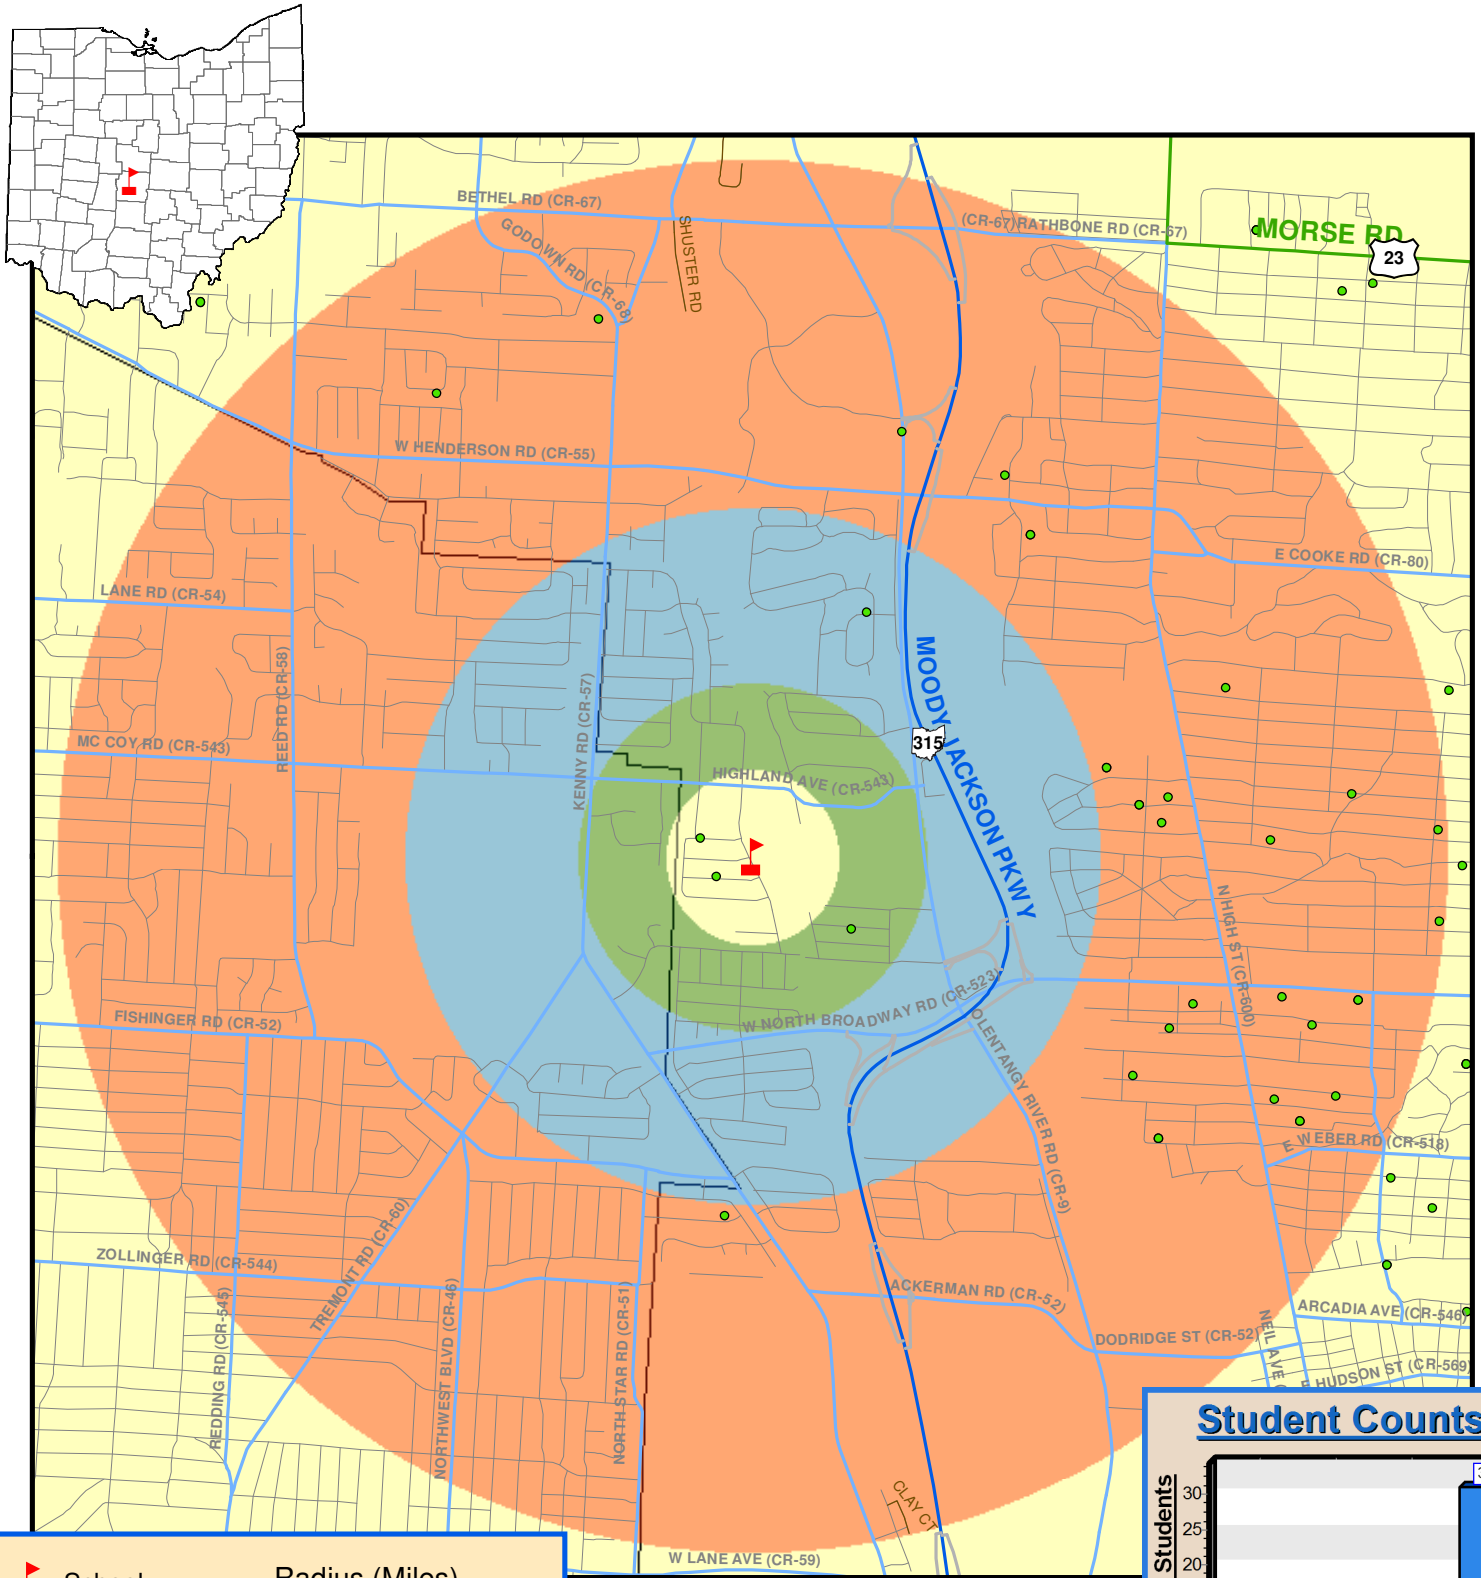 BETHEL RD (CR-67)
GODOWN RD (CR-68)
SHUSTER RD
(CR-67)RATHBONE RD (CR-67)
MORSE RD
23
W HENDERSON RD (CR-55)
E COOKE RD (CR-80)
LANE RD (CR-54)
REED RD (CR-58)
KENNY RD (CR-57)
MC COY RD (CR-543)
HIGHLAND AVE (CR-543)
315
MOODY JACKSON PKWY
N HIGH ST (CR-600)
W NORTH BROADWAY RD (CR-523)
OLENTANGY RIVER RD (CR-9)
FISHINGER RD (CR-52)
E WEBER RD (CR-518)
ZOLLINGER RD (CR-544)
TREMONT RD (CR-60)
REDDING RD (CR-545)
NORTHWEST BLVD (CR-46)
NORTH STAR RD (CR-51)
ACKERMAN RD (CR-52)
DODRIDGE ST (CR-52)
NEIL AVE (
ARCADIA AVE (CR-546)
E HUDSON ST (CR-569)
CLAY CT
W LANE AVE (CR-59)
Student Counts
Students
30
25
20
School
Radius (Miles)